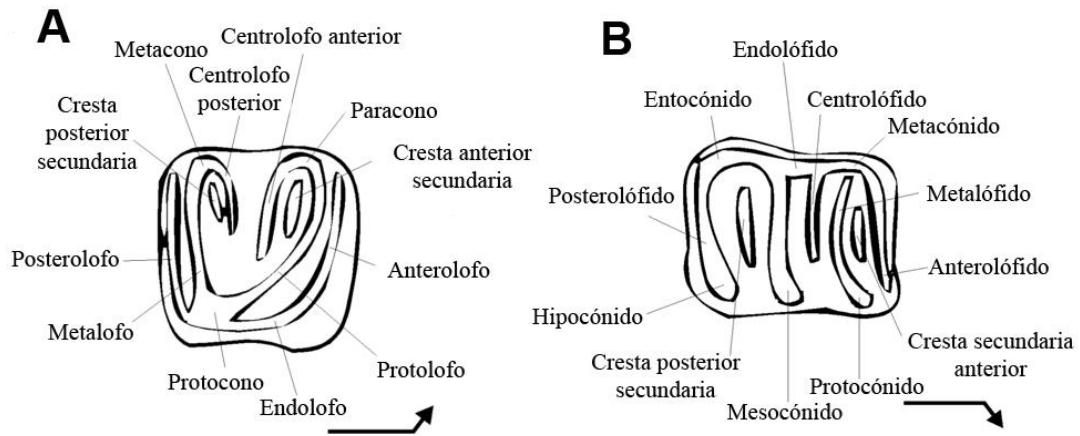 A
Metacono
Centrolofo anterior
Centrolofo
posterior
Cresta
posterior
secundaria
Paracono
Cresta anterior
secundaria
Posterolofo
Anterolofo
Metalofo
Protocono
Protolofo
Endolofo
B
Endolófido
Entocónido
Centrolófido
Metacónido
Posterolófido
Metalófido
Anterolófido
Hipocónido
Cresta posterior
secundaria
Cresta secundaria
anterior
Protocónido
Mesocónido